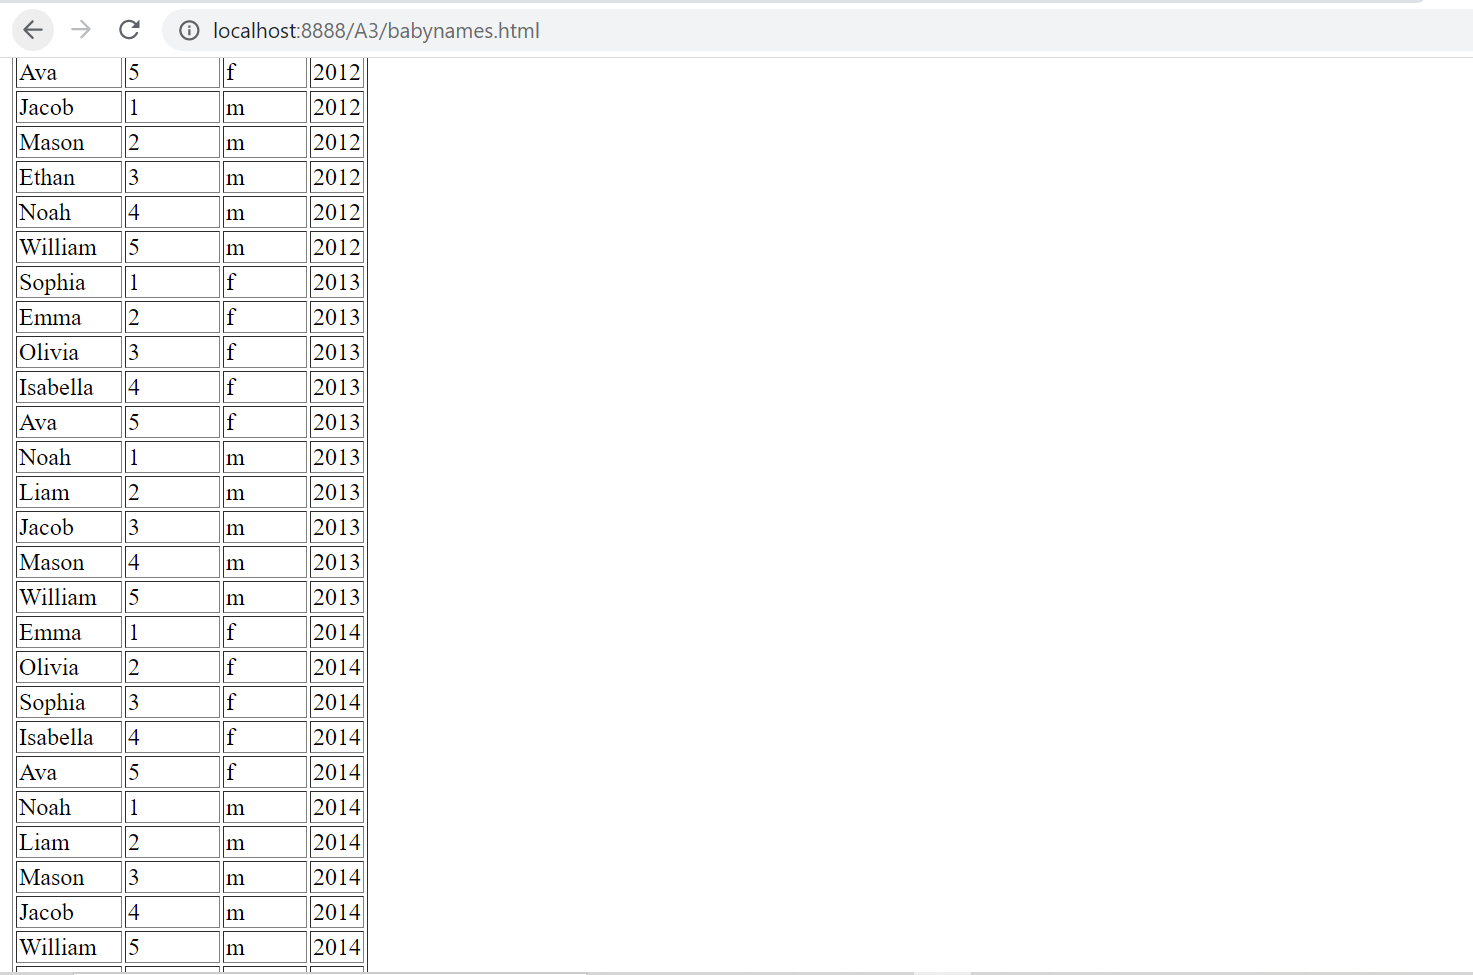 localhost:8888/A3/babynames.html
Ava 5 f 2012
Jacob 1 m 2012
Mason 2 m 2012
Ethan 3 m 2012
Noah 4 m 2012
William 5 m 2012
Sophia 1 f 2013
Emma 2 f 2013
Olivia 3 f 2013
Isabella 4 f 2013
Ava 5 f 2013
Noah 1 m 2013
Liam 2 m 2013
Jacob 3 m 2013
Mason 4 m 2013
William 5 m 2013
Emma 1 f 2014
Olivia 2 f 2014
Sophia 3 f 2014
Isabella 4 f 2014
Ava 5 f 2014
Noah 1 m 2014
Liam 2 m 2014
Mason 3 m 2014
Jacob 4 m 2014
William 5 m 2014